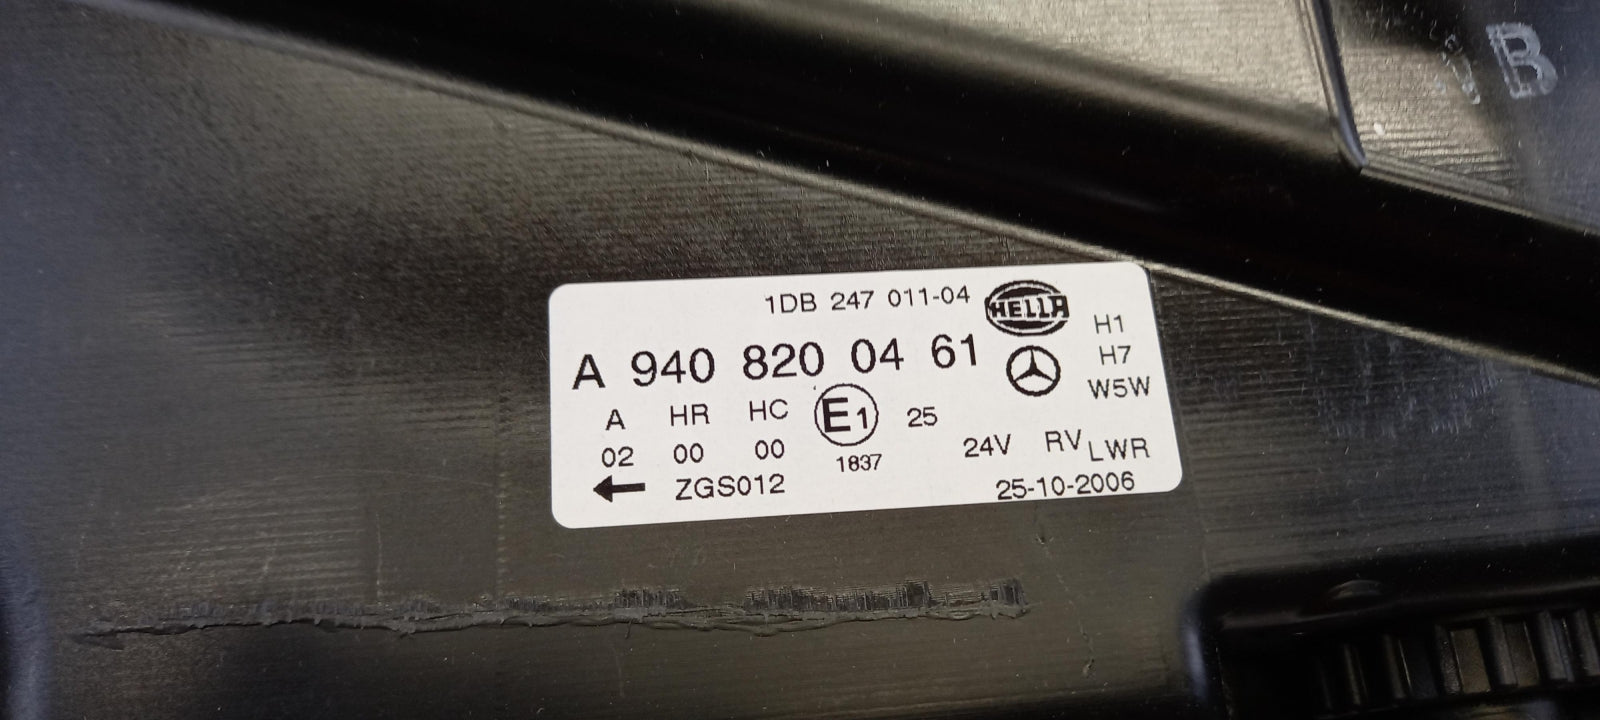 B
1DB 247 011-04
HELLA
A 940 820 04 61
H1
H7
W5W
A HR HC E1 25
02 00 00 1837
24V RV LWR
← ZGS012
25-10-2006